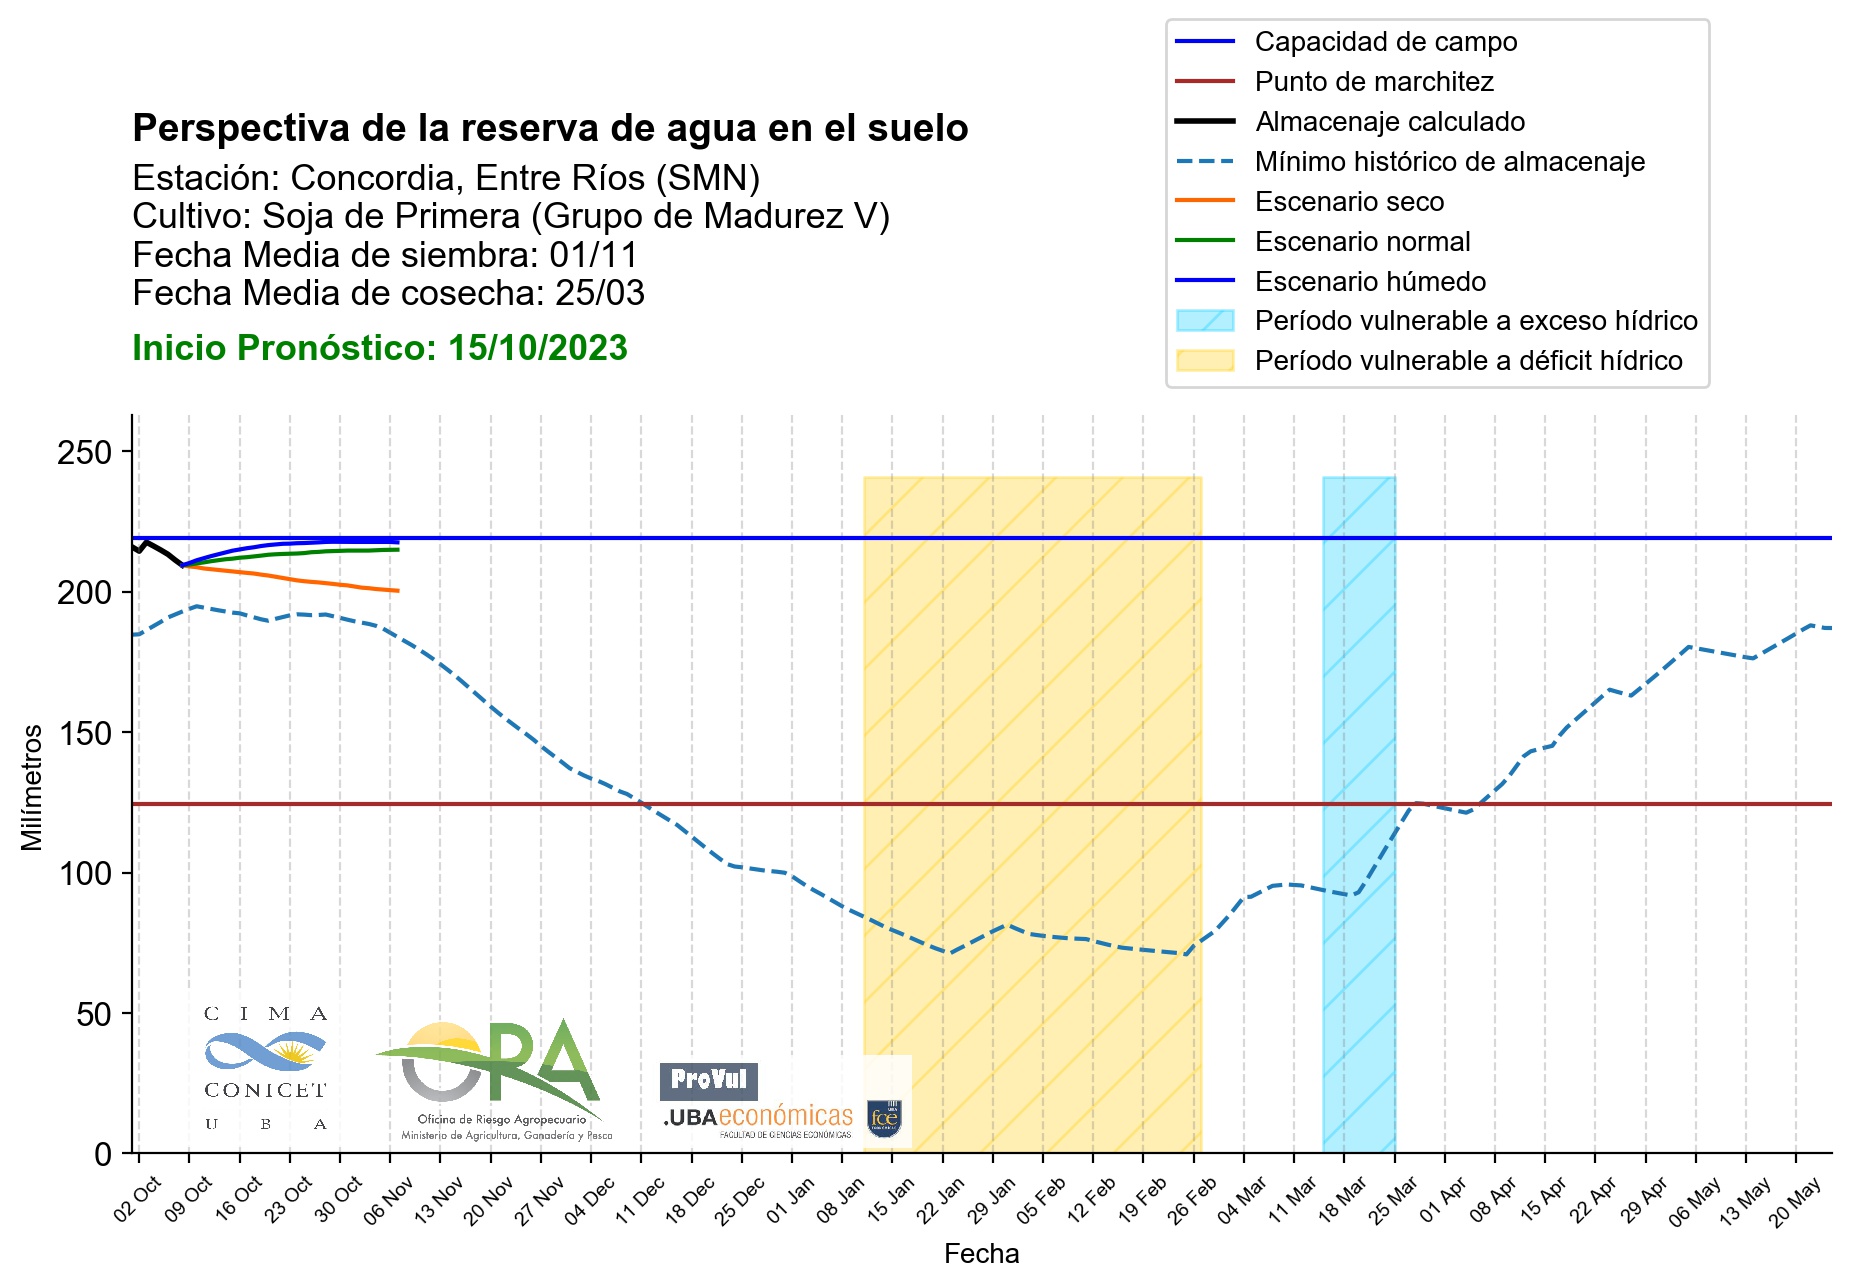 Capacidad de campo
Punto de marchitez
Almacenaje calculado
Mínimo histórico de almacenaje
Escenario seco
Escenario normal
Escenario húmedo
Período vulnerable a exceso hídrico
Período vulnerable a déficit hídrico
Perspectiva de la reserva de agua en el suelo
Estación: Concordia, Entre Ríos (SMN)
Cultivo: Soja de Primera (Grupo de Madurez V)
Fecha Media de siembra: 01/11
Fecha Media de cosecha: 25/03
Inicio Pronóstico: 15/10/2023
250
200
150
100
50
0
Milímetros
C I M A
CONICET
U B A
ORA
Oficina de Riesgo Agropecuario
Ministerio de Agricultura, Ganadería y Pesca
ProVul
.UBAeconómicas
FACULTAD DE CIENCIAS ECONÓMICAS
fce
02 Oct
09 Oct
16 Oct
23 Oct
30 Oct
06 Nov
13 Nov
20 Nov
27 Nov
04 Dec
11 Dec
18 Dec
25 Dec
01 Jan
08 Jan
15 Jan
22 Jan
29 Jan
05 Feb
12 Feb
19 Feb
26 Feb
04 Mar
11 Mar
18 Mar
25 Mar
01 Apr
08 Apr
15 Apr
22 Apr
29 Apr
06 May
13 May
20 May
Fecha